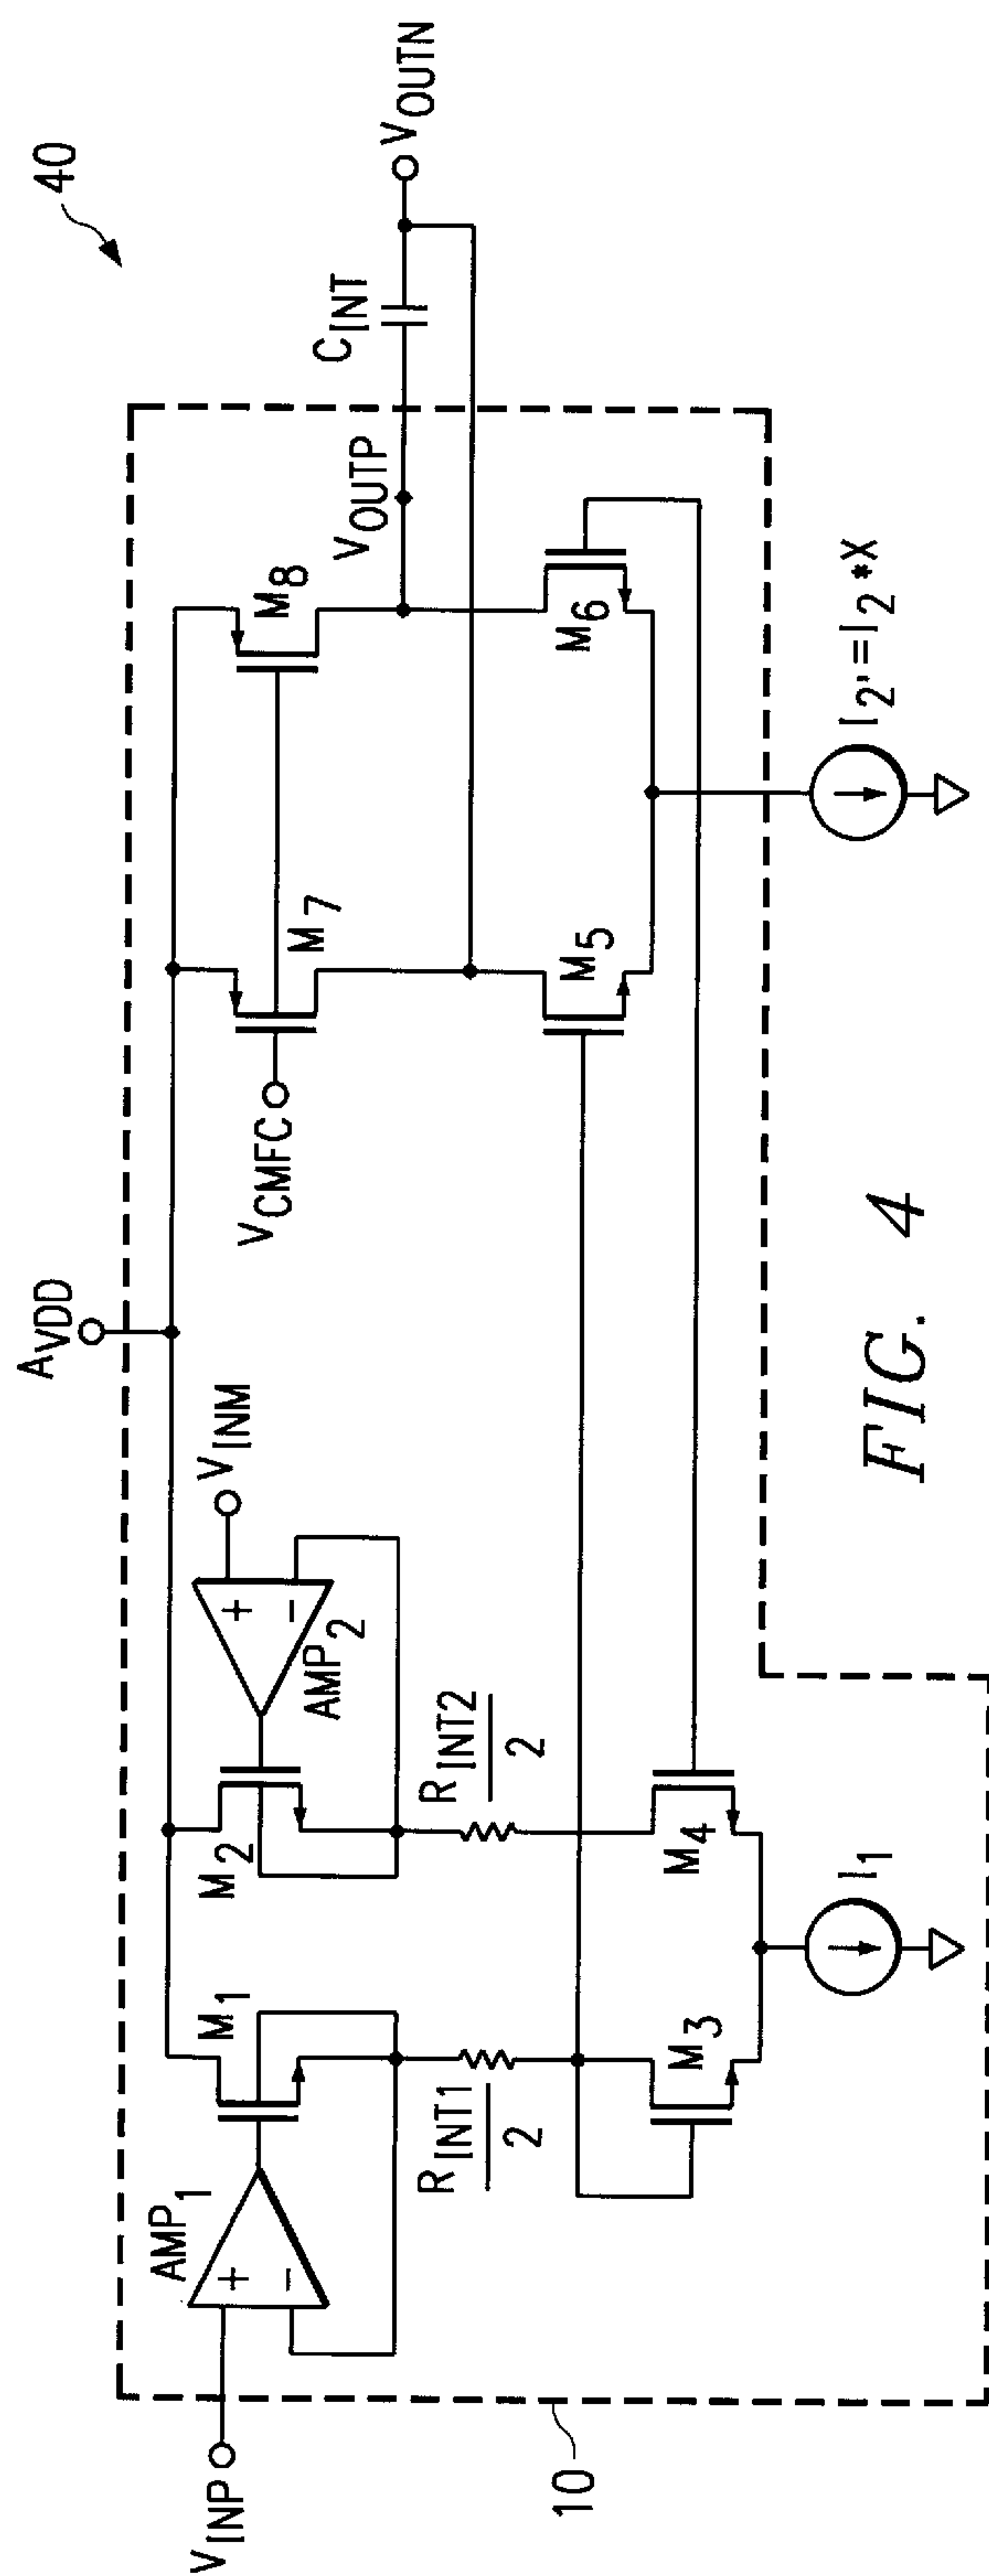 40
A_VDD
V_INP
AMP_1
+
−
M_1
M_2
+
−
AMP_2
V_INM
V_CMFC
M_7
M_8
V_OUTP
C_INT
V_OUTN
R_INT1
2
R_INT2
2
M_3
M_4
M_5
M_6
I_1
I_2'=I_2*X
10
FIG. 4